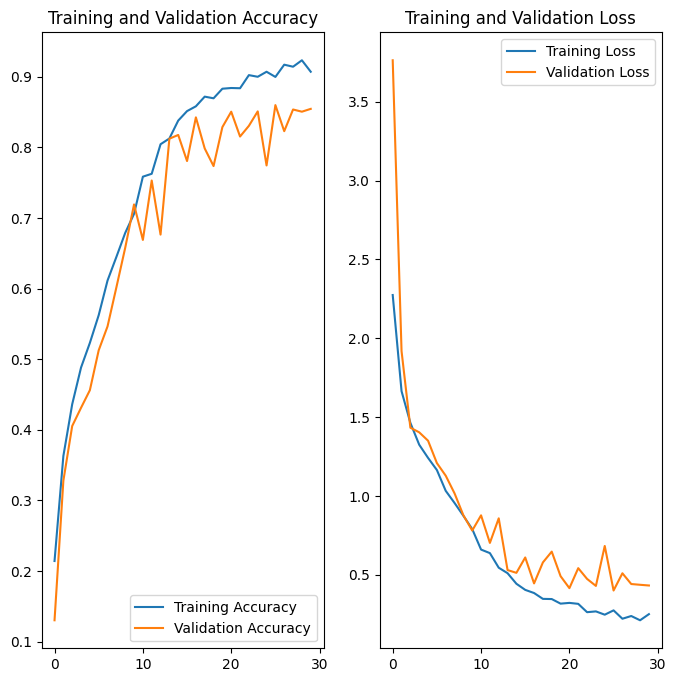 Training and Validation Accuracy
0.9
0.8
0.7
0.6
0.5
0.4
0.3
0.2
0.1
0 10 20 30
Training Accuracy
Validation Accuracy
Training and Validation Loss
Training Loss
Validation Loss
3.5
3.0
2.5
2.0
1.5
1.0
0.5
0 10 20 30